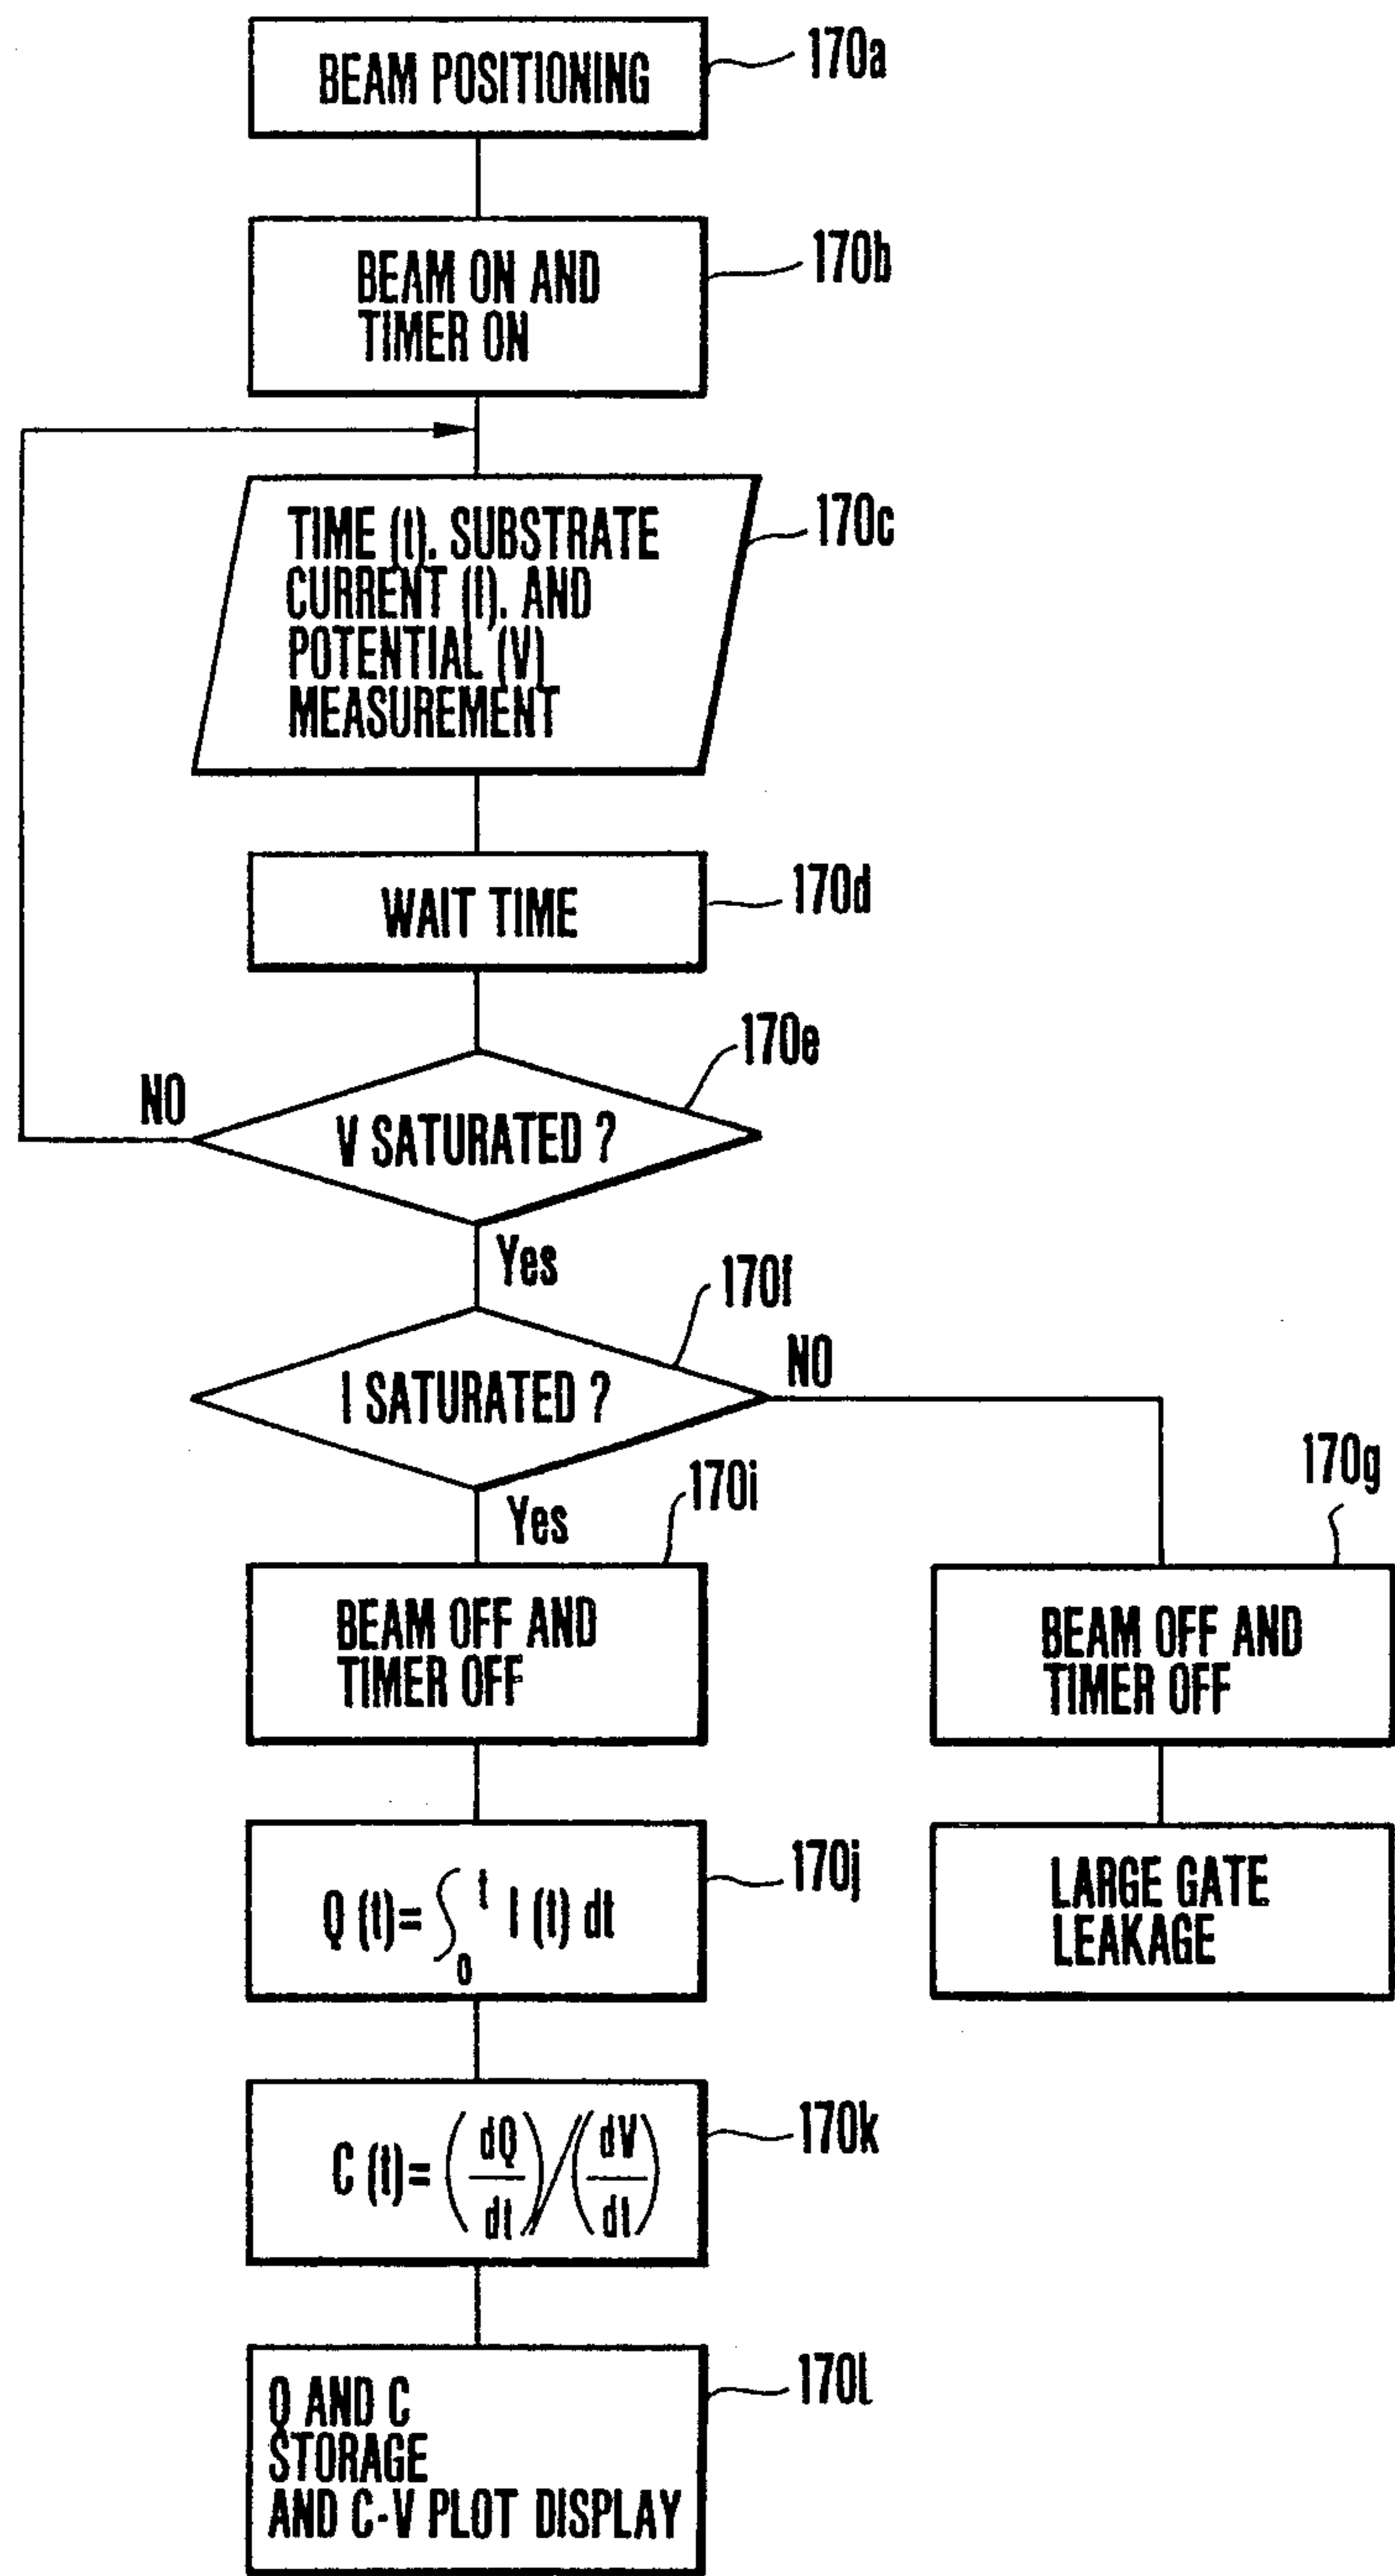 BEAM POSITIONING
170a
BEAM ON AND
TIMER ON
170b
TIME (t). SUBSTRATE
CURRENT (I). AND
POTENTIAL (V)
MEASUREMENT
170c
WAIT TIME
170d
170e
NO
V SATURATED ?
Yes
170f
I SATURATED ?
NO
Yes
170i
170g
BEAM OFF AND
TIMER OFF
BEAM OFF AND
TIMER OFF
170j
Q (t)= ∫₀ᵗ I (t) dt
LARGE GATE
LEAKAGE
170k
C (t)= (dQ/dt)/(dV/dt)
170l
Q AND C
STORAGE
AND C-V PLOT DISPLAY